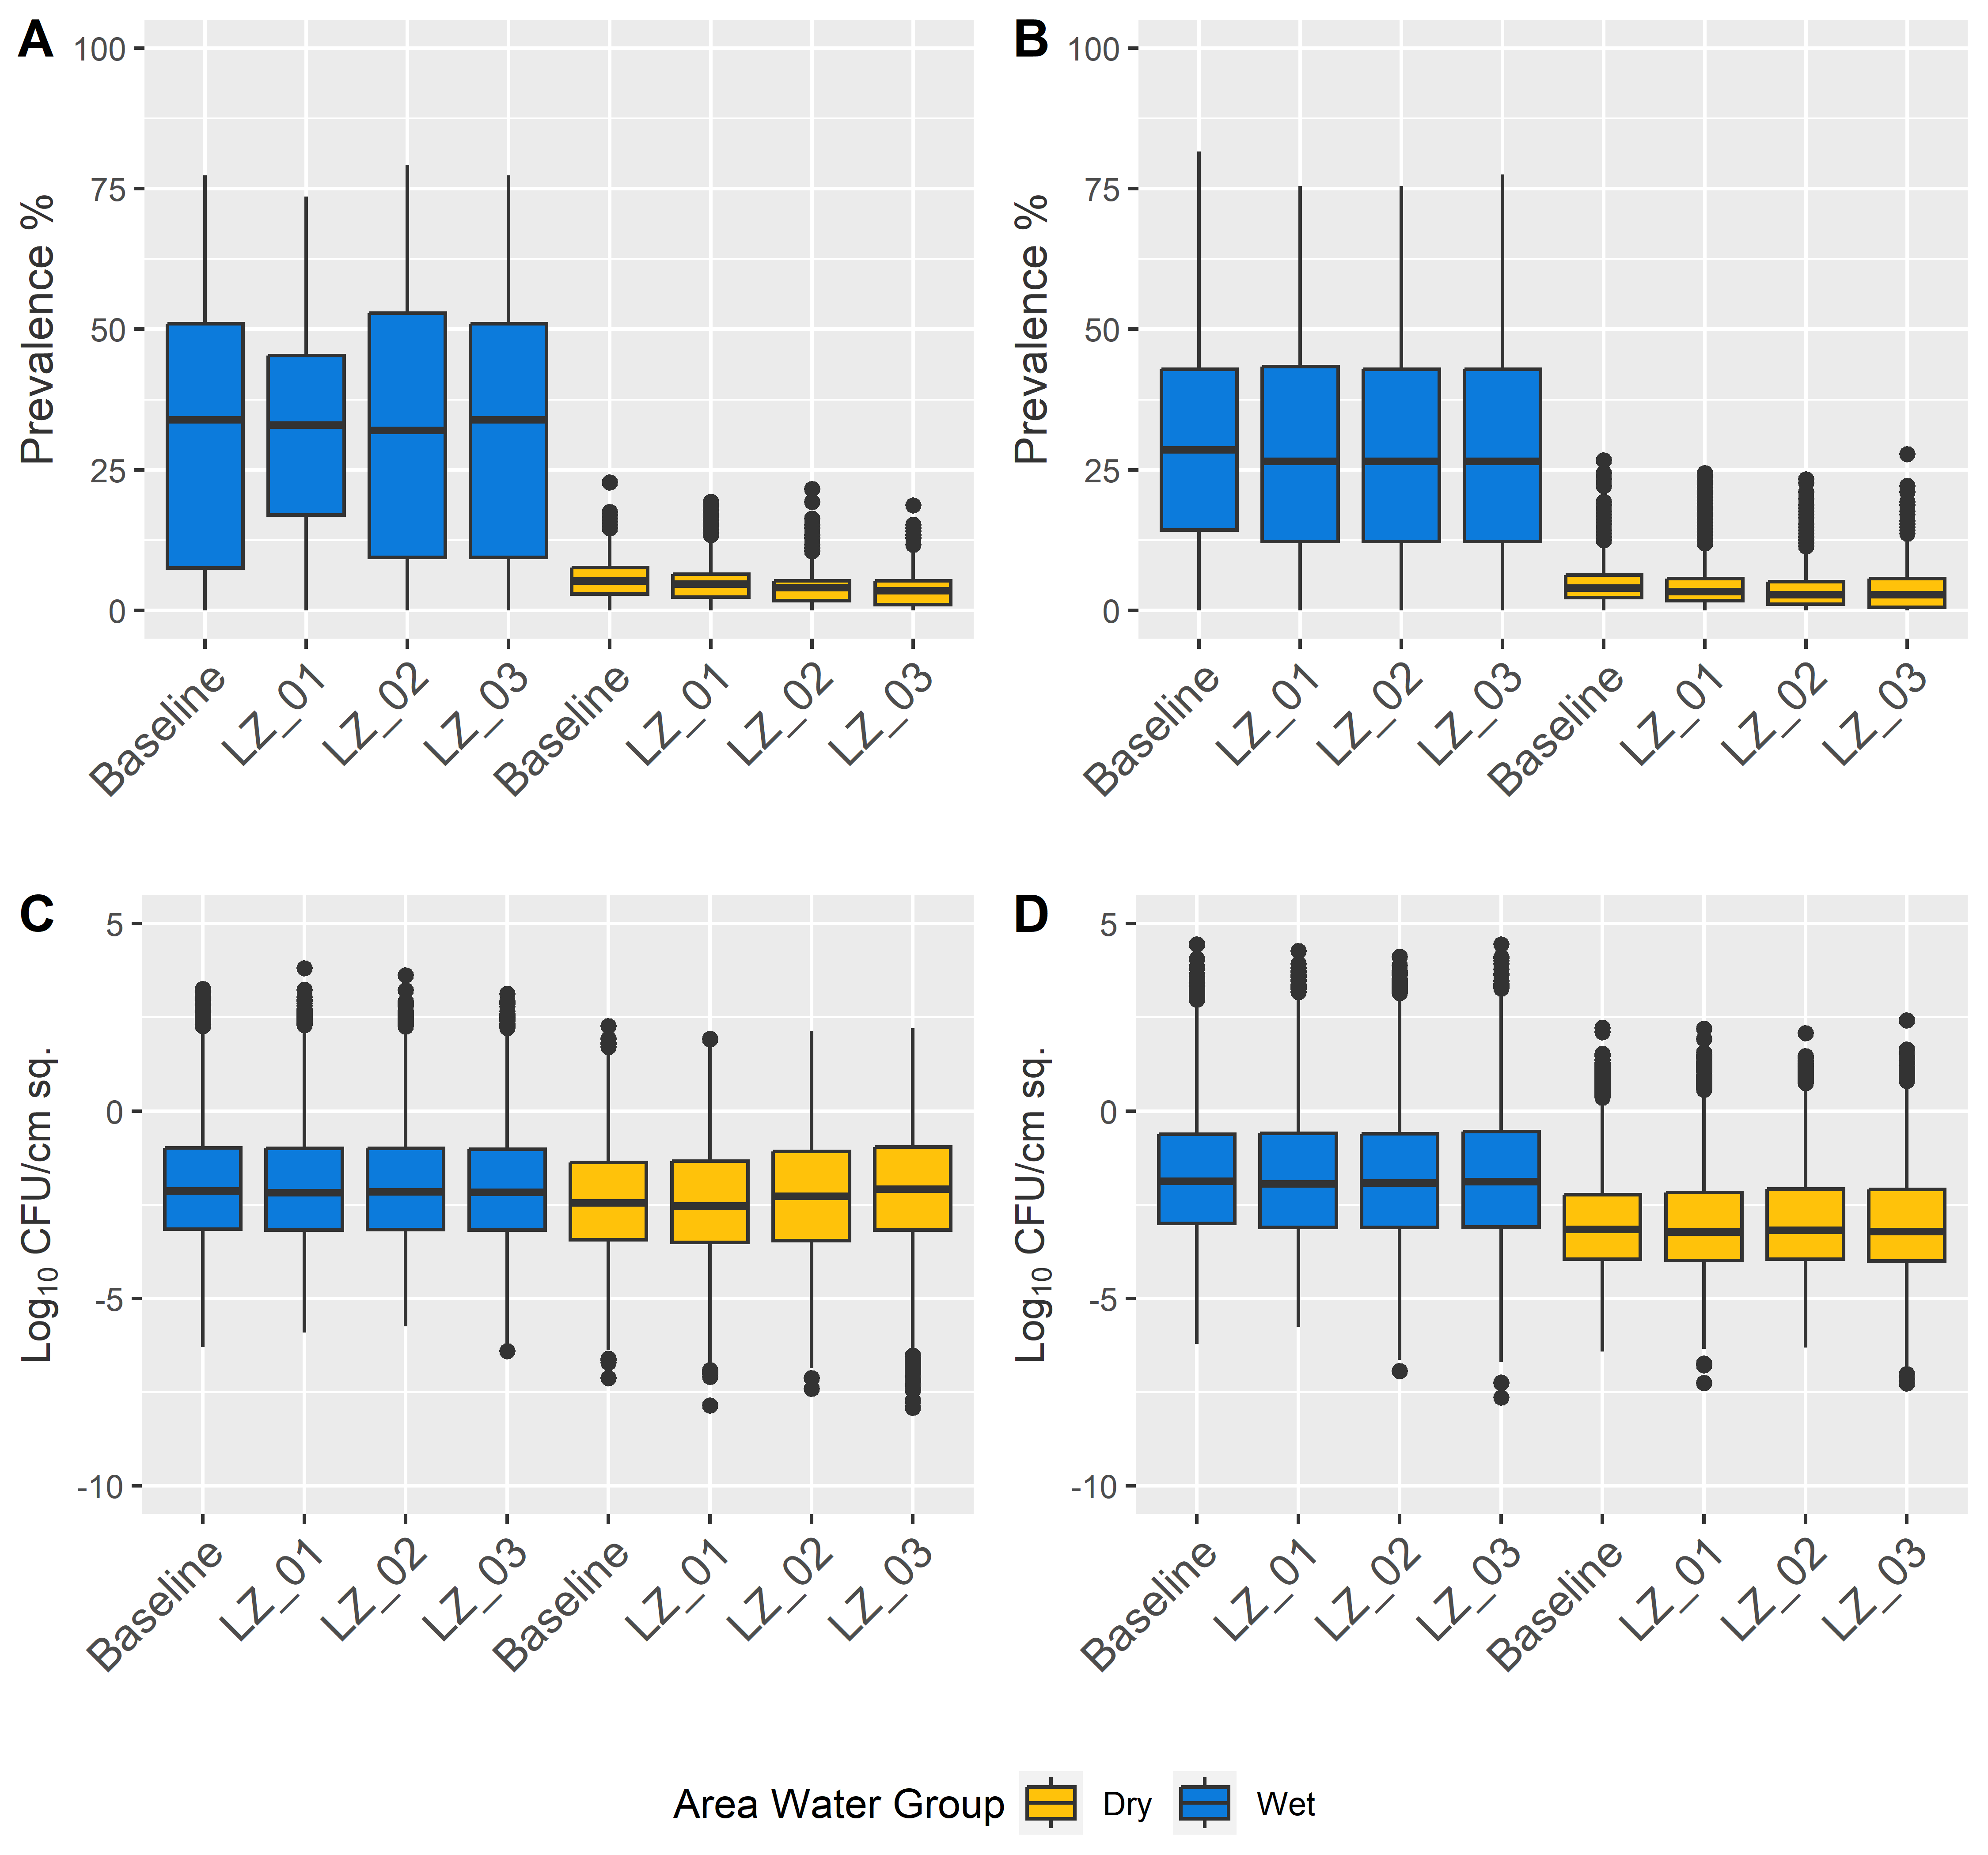 A
B
Prevalence %
100
75
50
25
0
Baseline
LZ_01
LZ_02
LZ_03
Baseline
LZ_01
LZ_02
LZ_03
Prevalence %
100
75
50
25
0
Baseline
LZ_01
LZ_02
LZ_03
Baseline
LZ_01
LZ_02
LZ_03
C
D
Log₁₀ CFU/cm sq.
5
0
-5
-10
Baseline
LZ_01
LZ_02
LZ_03
Baseline
LZ_01
LZ_02
LZ_03
Log₁₀ CFU/cm sq.
5
0
-5
-10
Baseline
LZ_01
LZ_02
LZ_03
Baseline
LZ_01
LZ_02
LZ_03
Area Water Group Dry Wet